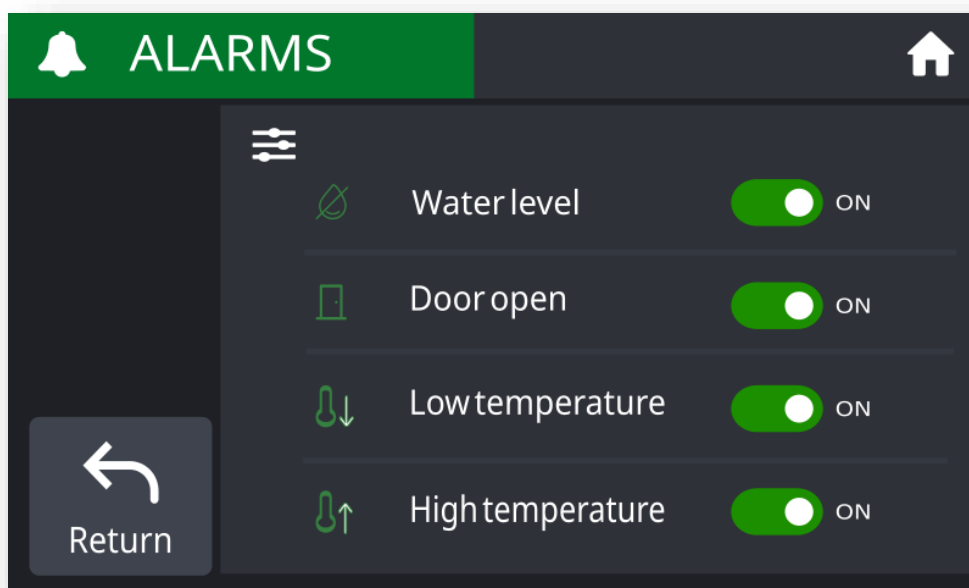 ALARMS
Water level ON
Door open ON
Low temperature ON
High temperature ON
Return